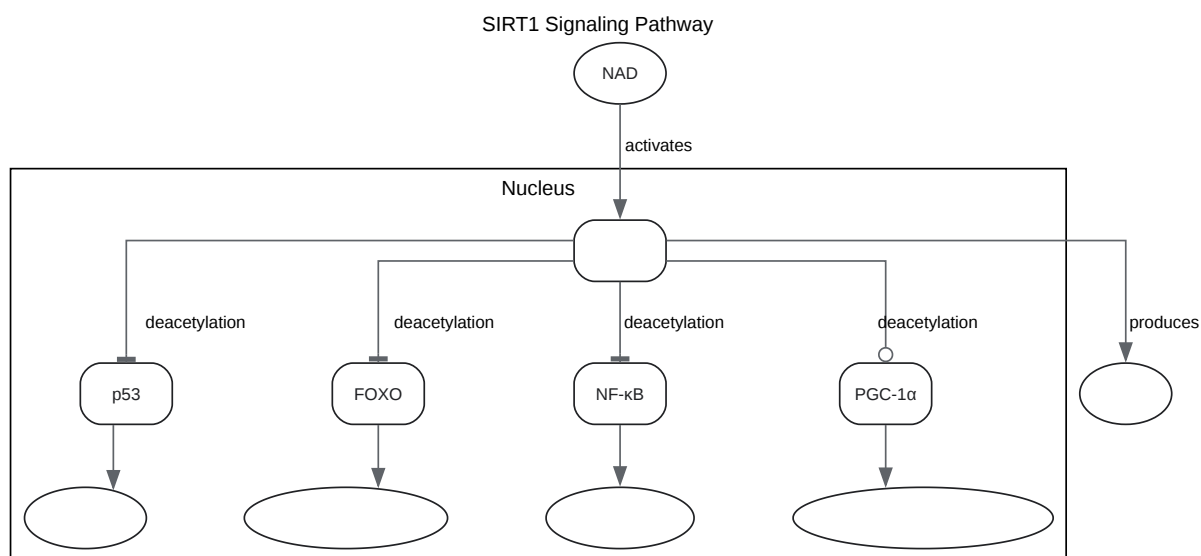 SIRT1 Signaling Pathway
NAD
activates
Nucleus
deacetylation
deacetylation
deacetylation
deacetylation
produces
p53
FOXO
NF-κB
PGC-1α